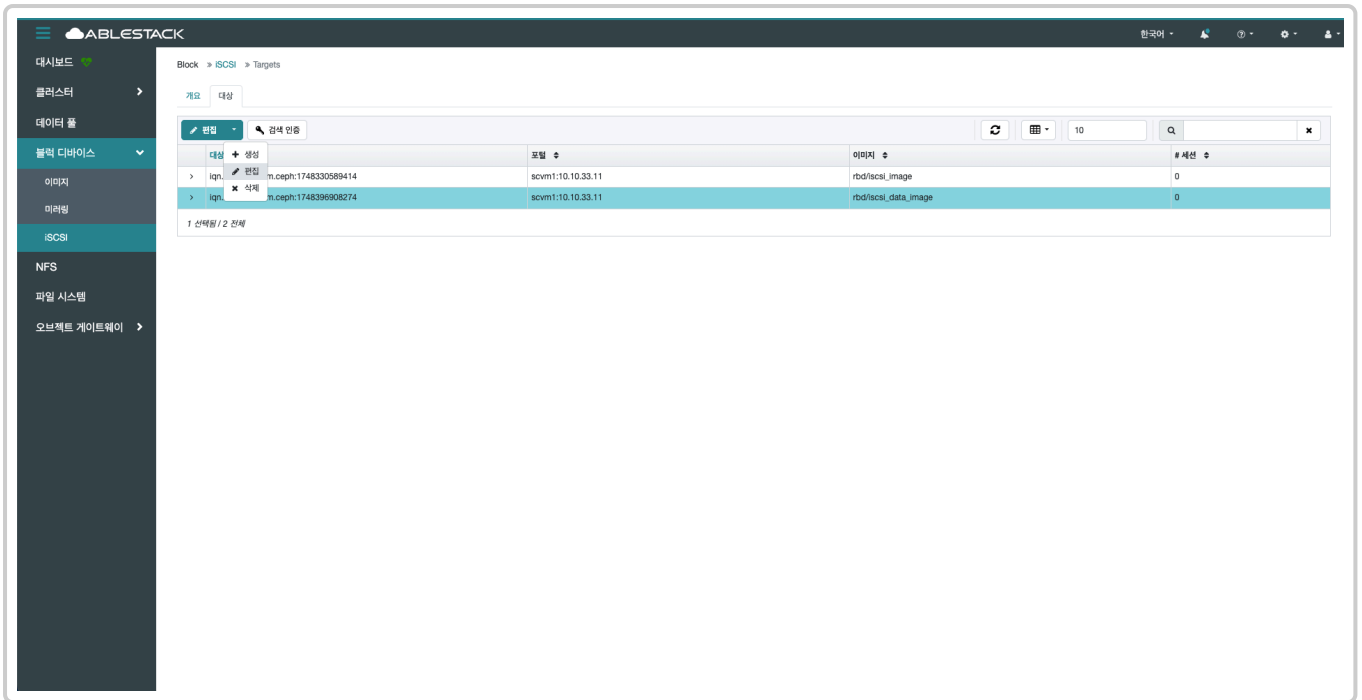 ABLESTACK 한국어
대시보드
클러스터
데이터 풀
블럭 디바이스
이미지
미러링
iSCSI
NFS
파일 시스템
오브젝트 게이트웨이
Block » iSCSI » Targets
개요 대상
편집 검색 인증 10
대상 포털 이미지 # 세션
생성
편집
삭제
iqn. m.ceph:1748330589414 scvm1:10.10.33.11 rbd/iscsi_image 0
iqn. m.ceph:1748396908274 scvm1:10.10.33.11 rbd/iscsi_data_image 0
1 선택됨 / 2 전체